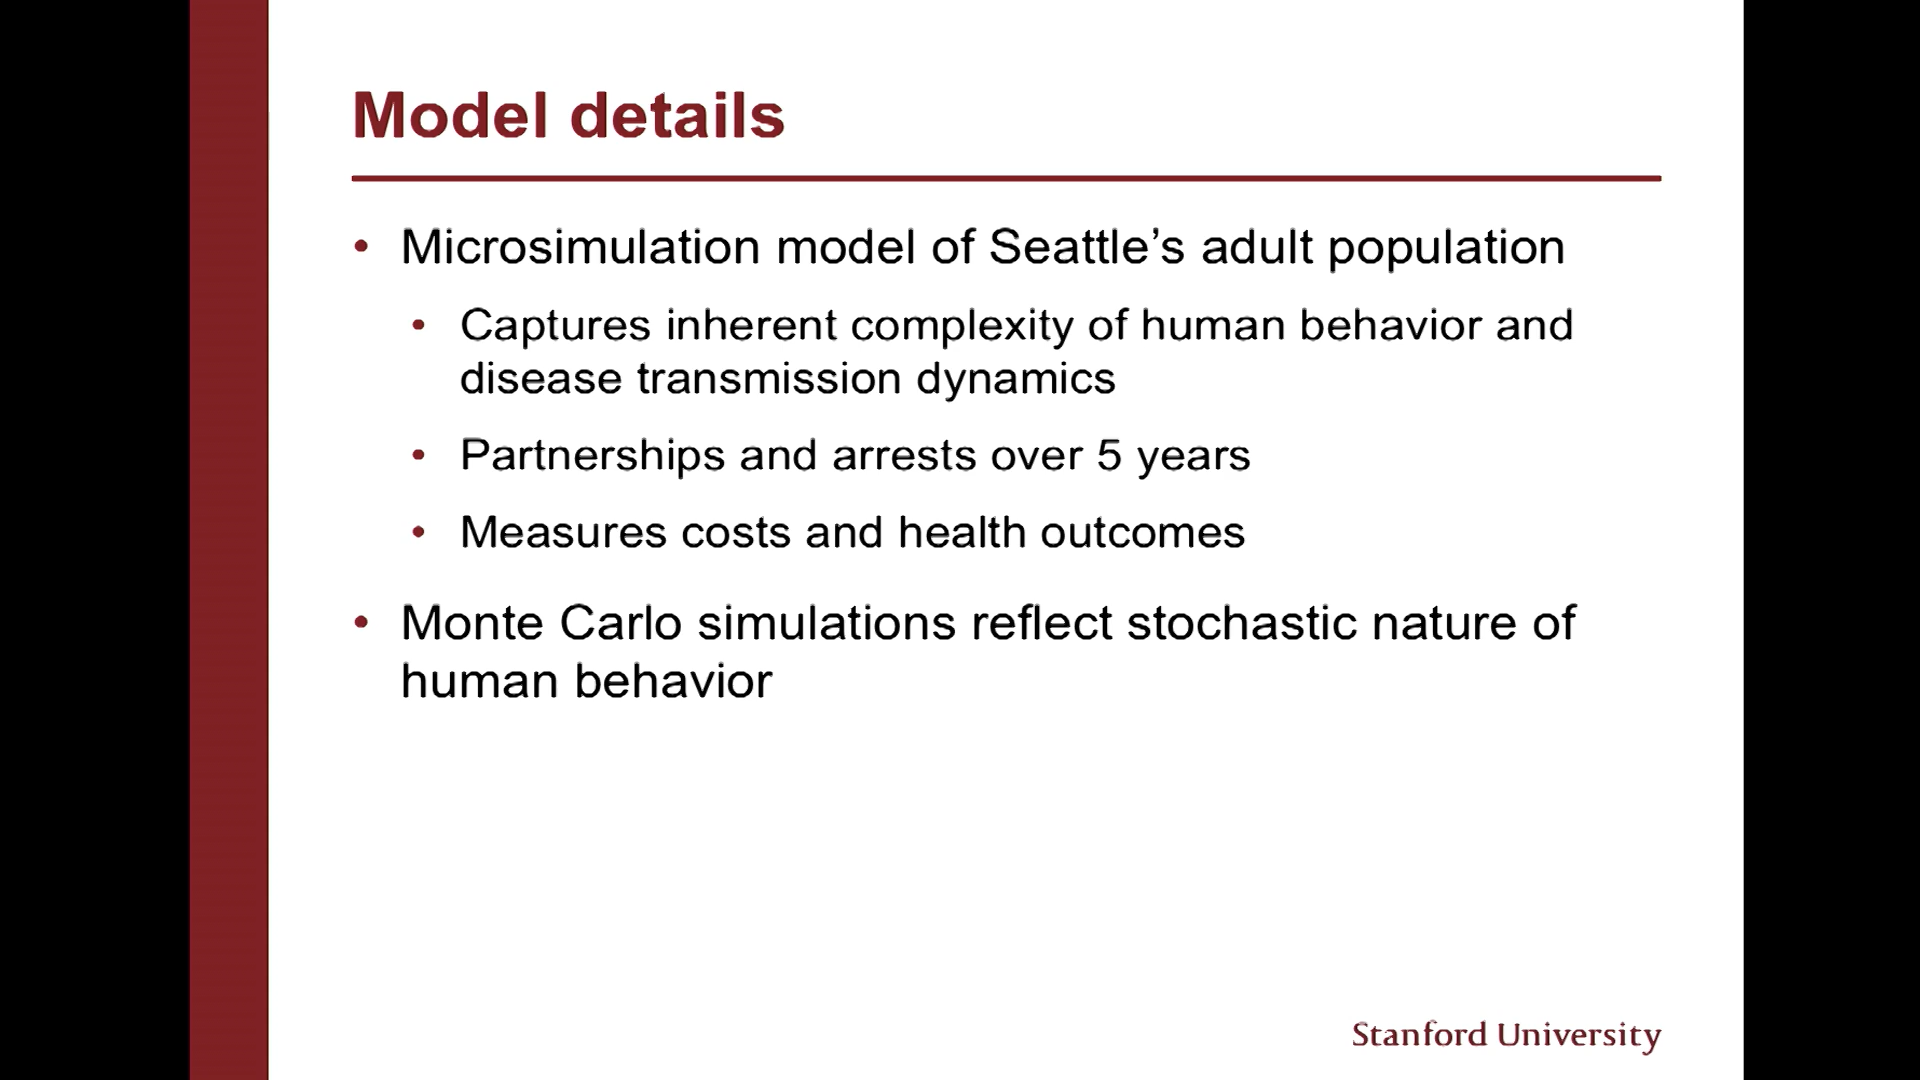 Model details
• Microsimulation model of Seattle’s adult population
• Captures inherent complexity of human behavior and
disease transmission dynamics
• Partnerships and arrests over 5 years
• Measures costs and health outcomes
• Monte Carlo simulations reflect stochastic nature of
human behavior
Stanford University